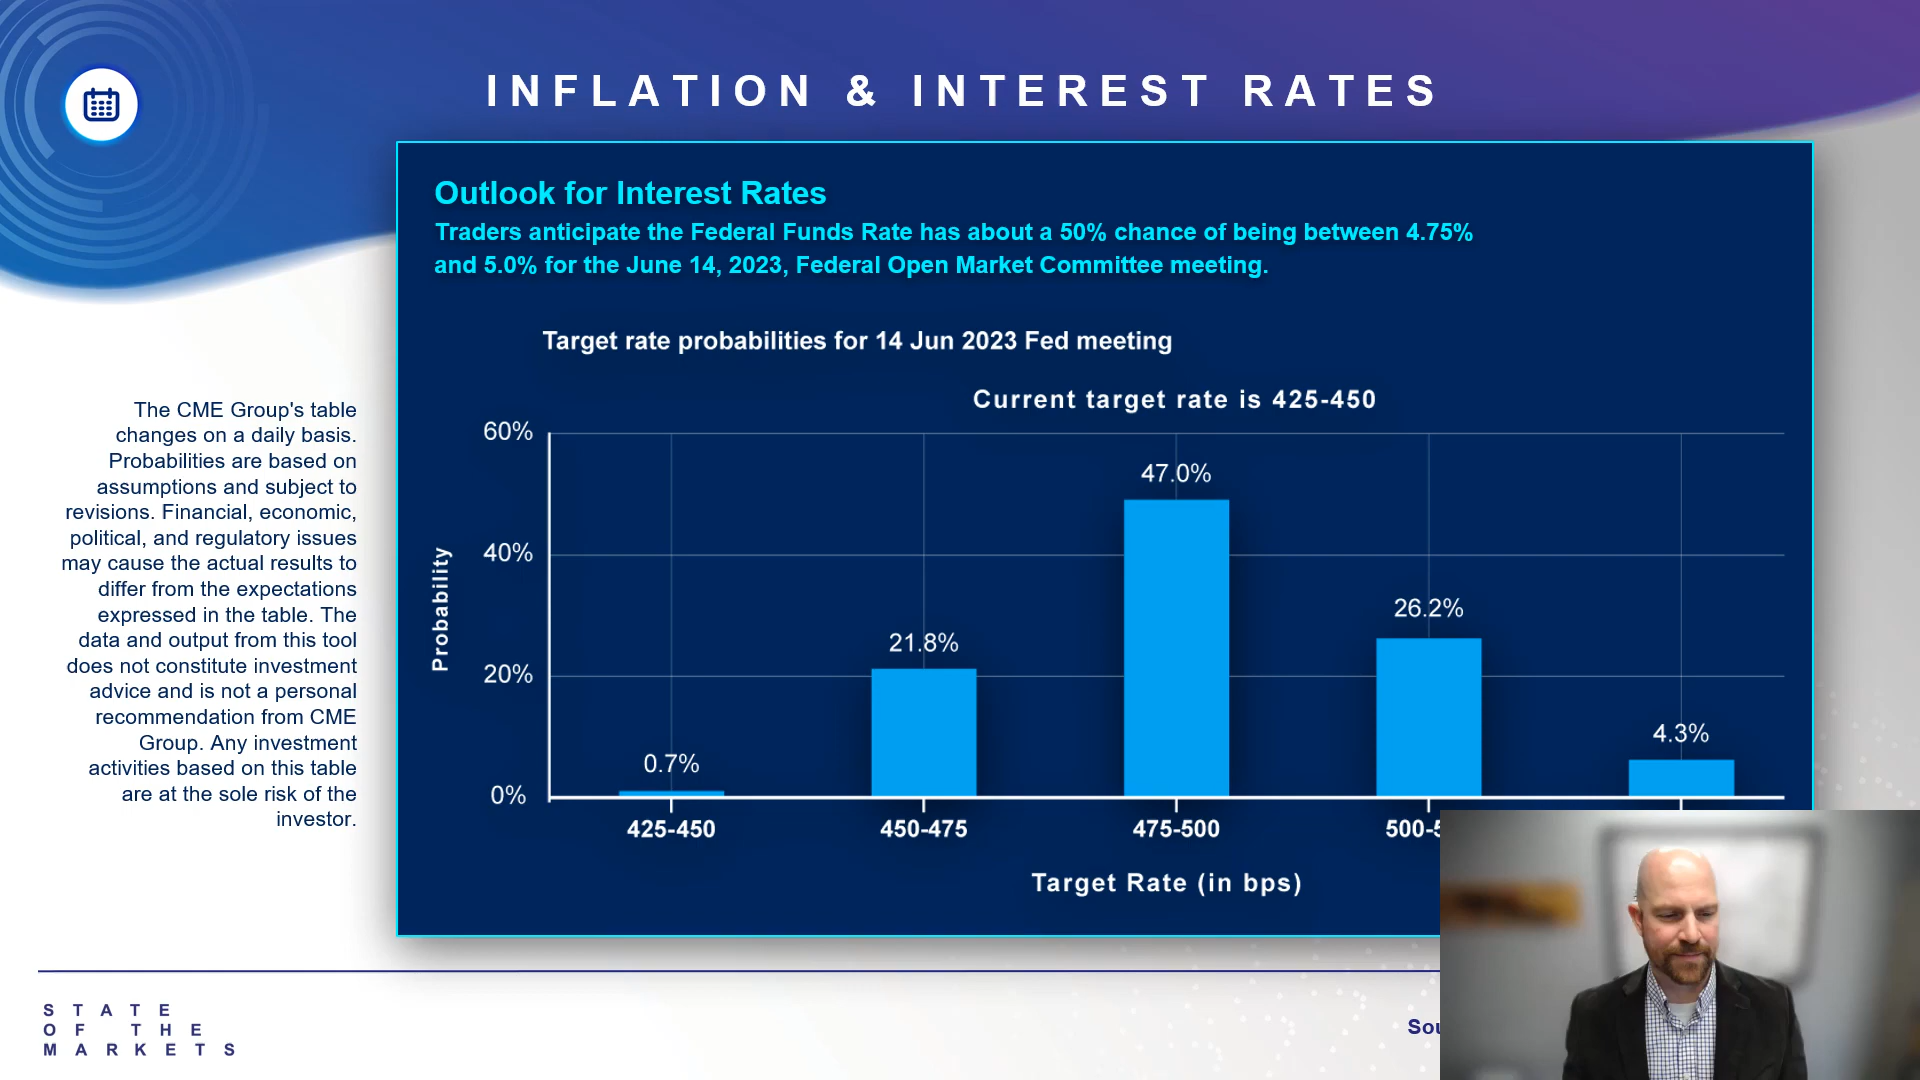 INFLATION & INTEREST RATES
Outlook for Interest Rates
Traders anticipate the Federal Funds Rate has about a 50% chance of being between 4.75%
and 5.0% for the June 14, 2023, Federal Open Market Committee meeting.
Target rate probabilities for 14 Jun 2023 Fed meeting
Current target rate is 425-450
The CME Group's table
changes on a daily basis.
Probabilities are based on
assumptions and subject to
revisions. Financial, economic,
political, and regulatory issues
may cause the actual results to
differ from the expectations
expressed in the table. The
data and output from this tool
does not constitute investment
advice and is not a personal
recommendation from CME
Group. Any investment
activities based on this table
are at the sole risk of the
investor.
Probability
60%
40%
20%
0%
0.7%
21.8%
47.0%
26.2%
4.3%
425-450
450-475
475-500
500-5
Target Rate (in bps)
STATE
OF THE
MARKETS